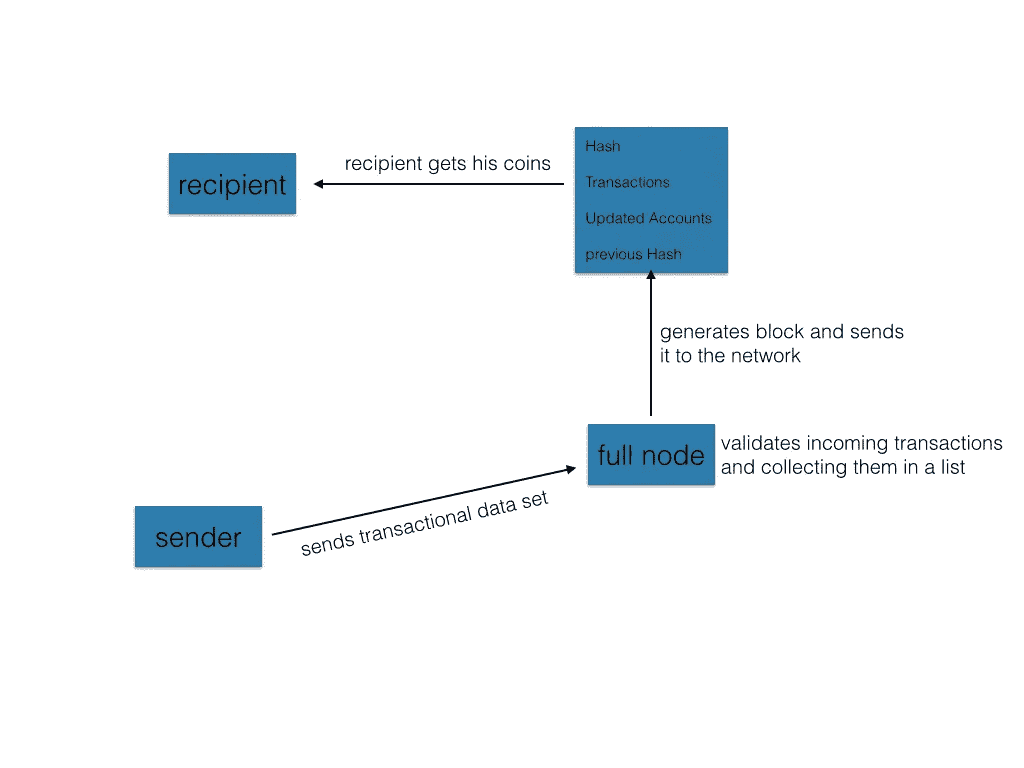 recipient
recipient gets his coins
Hash
Transactions
Updated Accounts
previous Hash
generates block and sends
it to the network
full node
validates incoming transactions
and collecting them in a list
sender
sends transactional data set